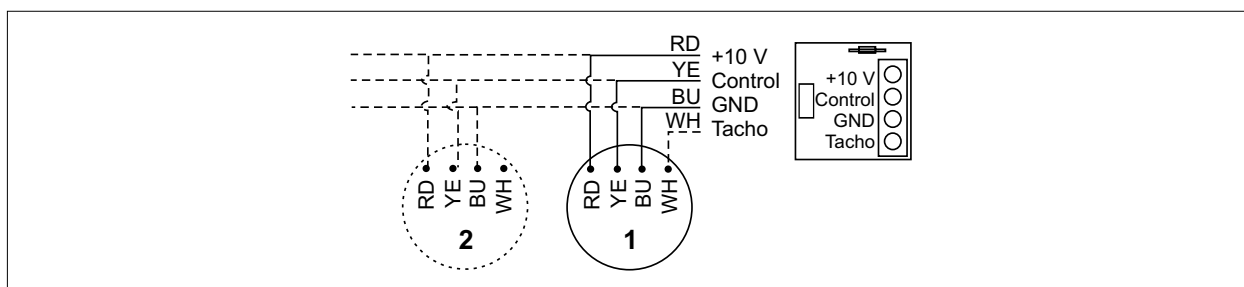 RD +10 V
YE Control
BU GND
WH Tacho
+10 V
Control
GND
Tacho
RD YE BU WH
2
RD YE BU WH
1